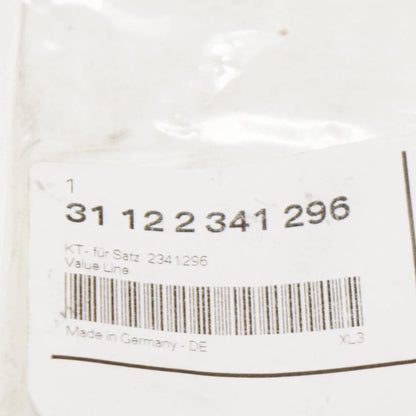 1
31 12 2 341 296
KT- für Satz 2341296
Value Line
Made in Germany - DE XL3